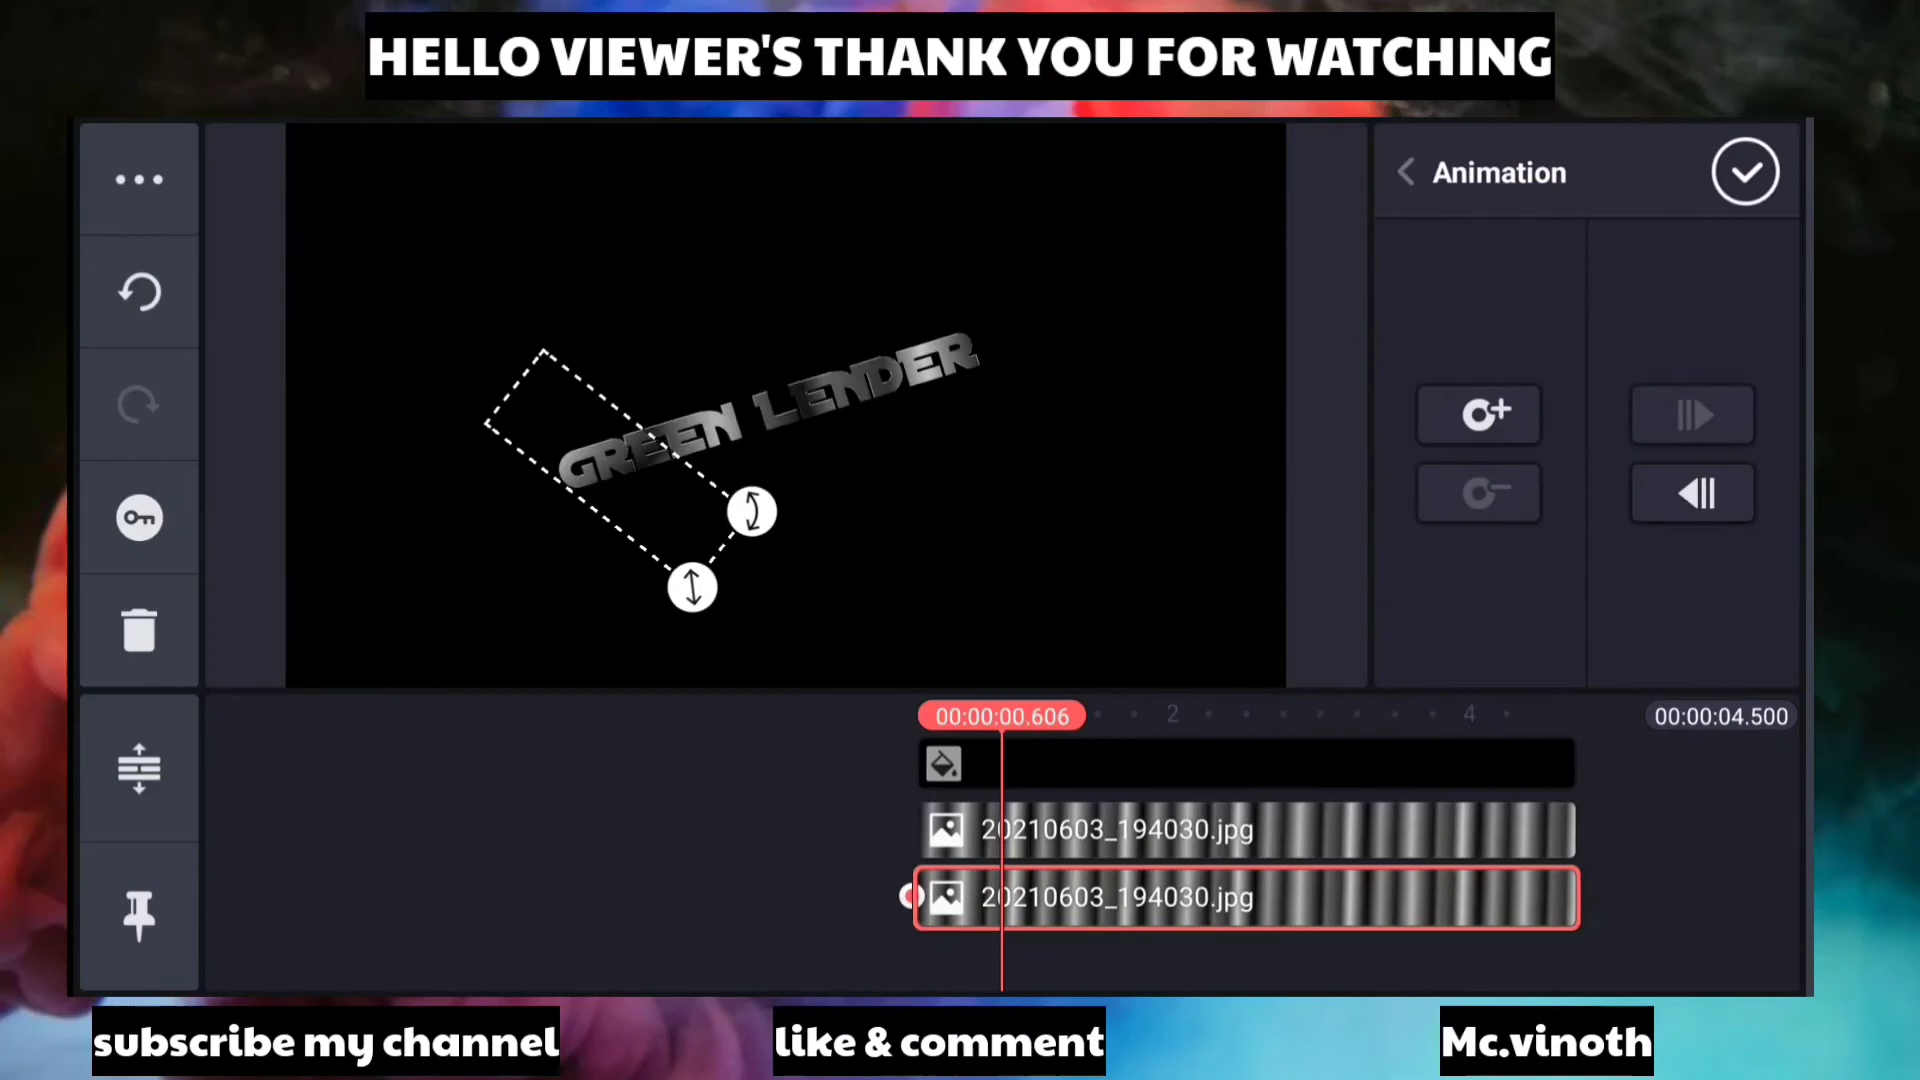 HELLO VIEWER'S THANK YOU FOR WATCHING
Animation
GREEN LENDER
00:00:00.606
2
4
00:00:04.500
20210603_194030.jpg
20210603_194030.jpg
subscribe my channel
like & comment
Mc.vinoth